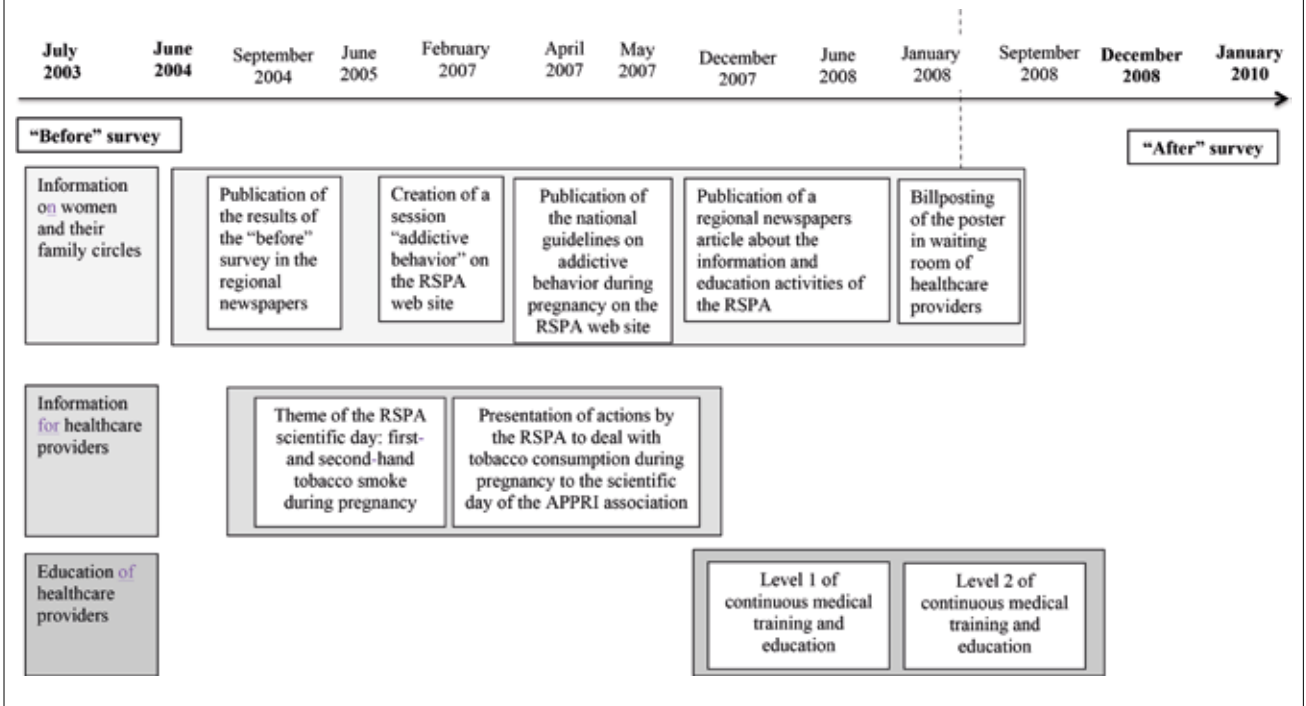 July
2003
June
2004
September
2004
June
2005
February
2007
April
2007
May
2007
December
2007
June
2008
January
2008
September
2008
December
2008
January
2010
“Before” survey
“After” survey
Information
on women
and their
family circles
Publication of
the results of
the “before”
survey in the
regional
newspapers
Creation of a
session
“addictive
behavior” on
the RSPA
web site
Publication of
the national
guidelines on
addictive
behavior during
pregnancy on the
RSPA web site
Publication of a
regional newspapers
article about the
information and
education activities of
the RSPA
Billposting
of the poster
in waiting
room of
healthcare
providers
Information
for healthcare
providers
Theme of the RSPA
scientific day: first-
and second-hand
tobacco smoke
during pregnancy
Presentation of actions by
the RSPA to deal with
tobacco consumption during
pregnancy to the scientific
day of the APPRI association
Education of
healthcare
providers
Level 1 of
continuous medical
training and
education
Level 2 of
continuous medical
training and
education